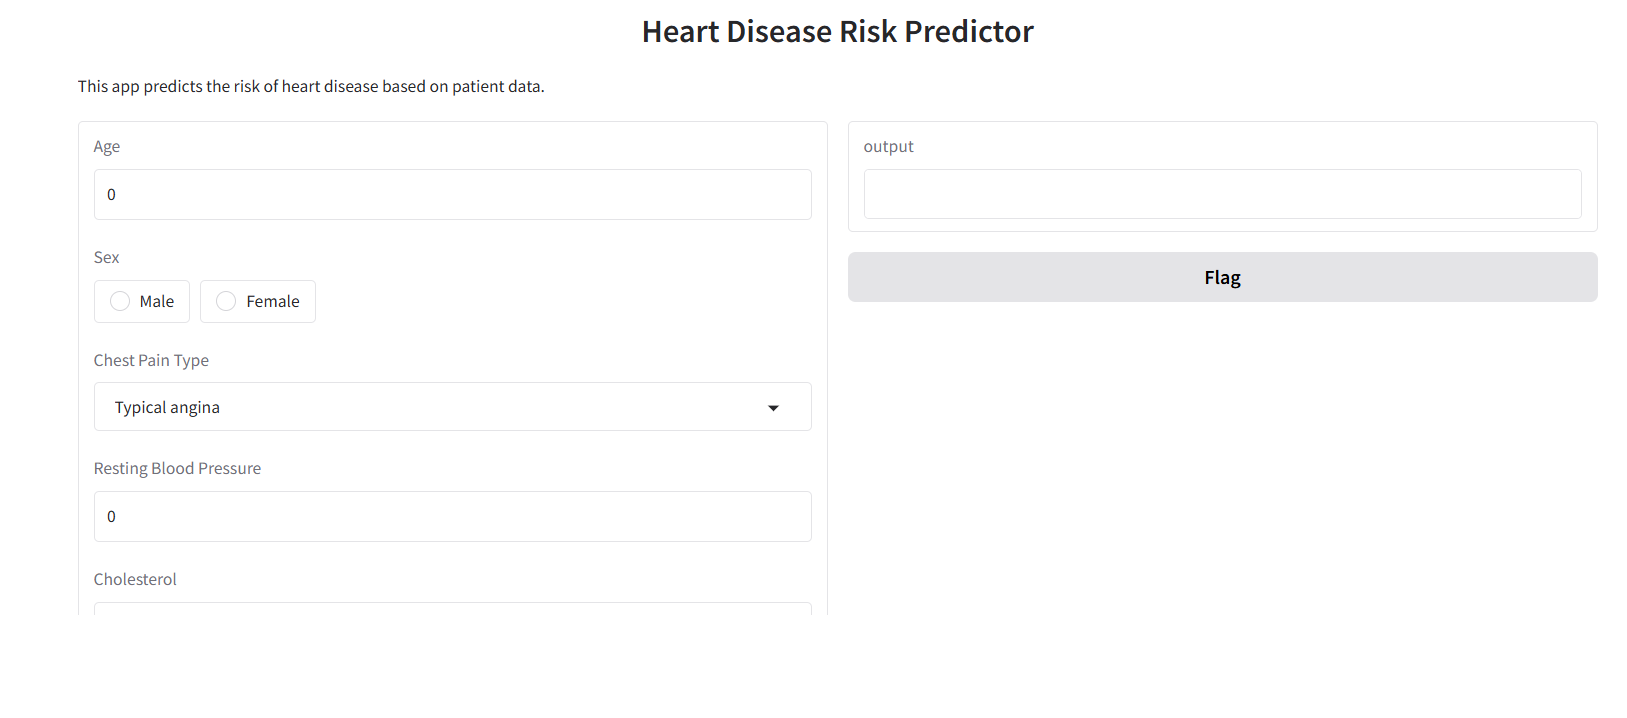 Heart Disease Risk Predictor
This app predicts the risk of heart disease based on patient data.
Age
0
Sex
Male Female
Chest Pain Type
Typical angina
Resting Blood Pressure
0
Cholesterol
output
Flag